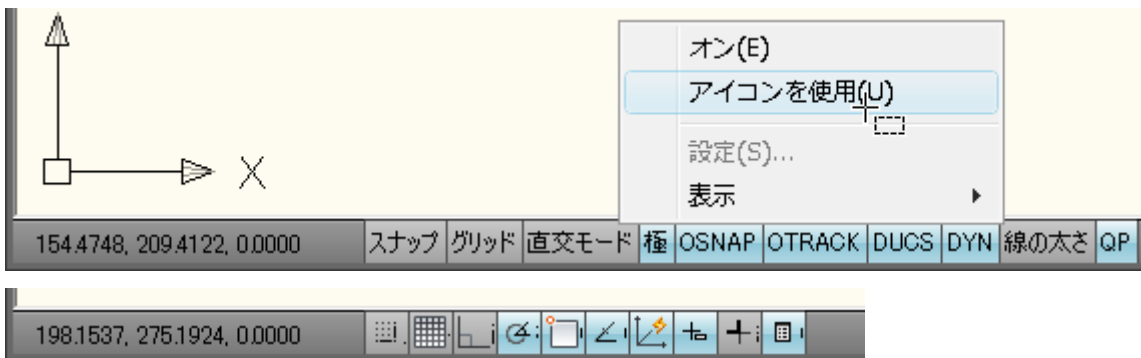 オン(E)
アイコンを使用(U)
設定(S)...
X
表示
154.4748, 209.4122, 0.0000 スナップ グリッド 直交モード 極 OSNAP OTRACK DUCS DYN 線の太さ QP
198.1537, 275.1924, 0.0000